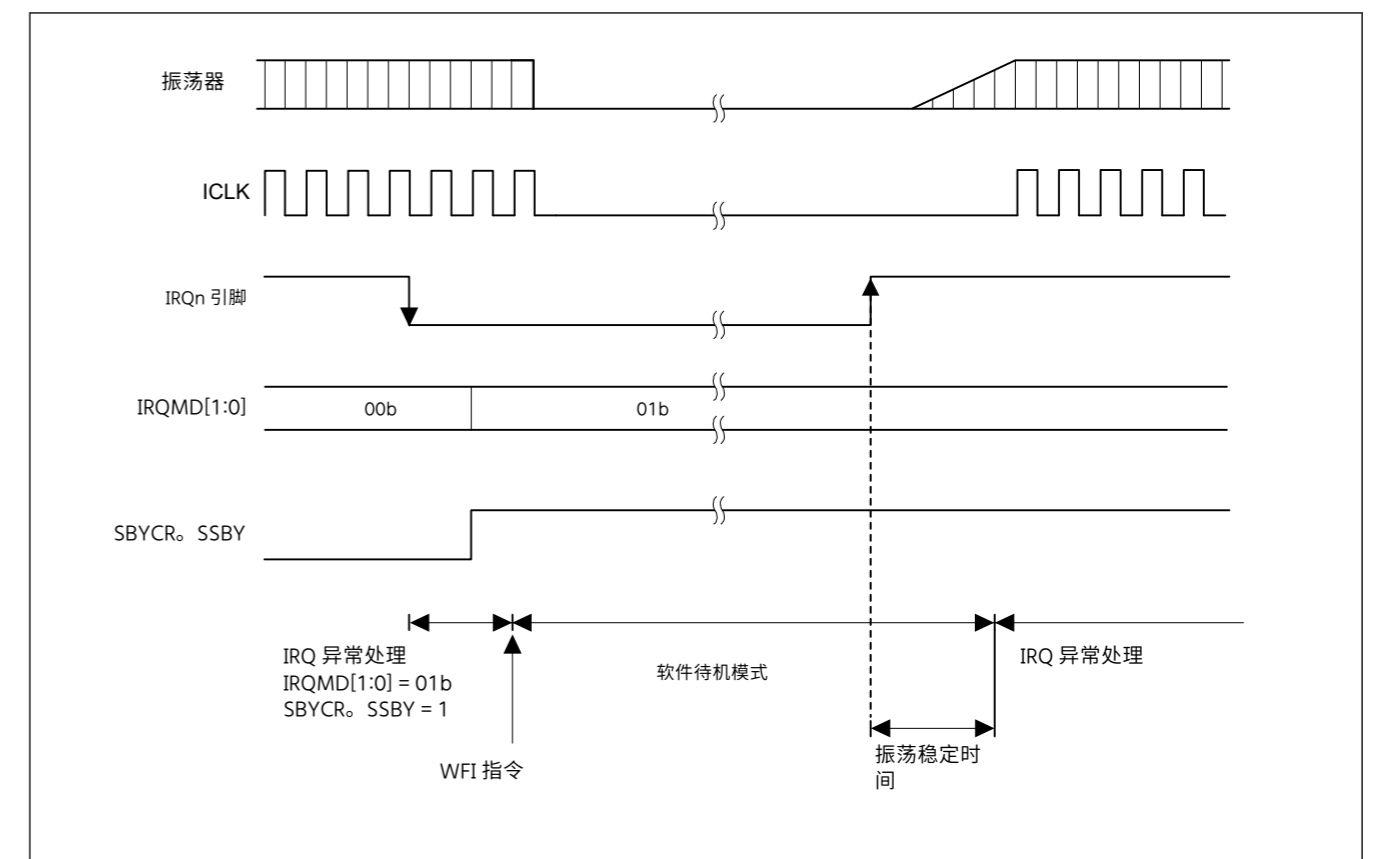 振荡器
ICLK
IRQn 引脚
IRQMD[1:0]
00b
01b
SBYCR。SSBY
IRQ 异常处理
IRQMD[1:0] = 01b
SBYCR。SSBY = 1
软件待机模式
IRQ 异常处理
WFI 指令
振荡稳定时
间